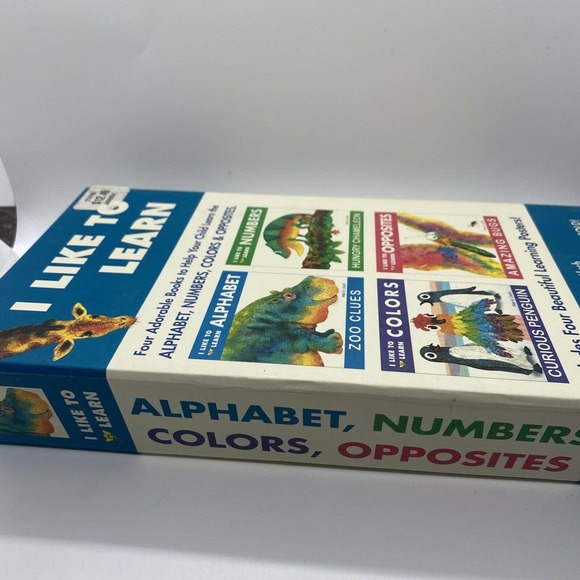 I LIKE TO
LEARN
Four Adorable Books to Help Your Child Learn the
ALPHABET, NUMBERS, COLORS & OPPOSITES.
I LIKE TO
LEARN
NUMBERS
HUNGRY CHAMELEON
I LIKE TO
LEARN
OPPOSITES
AMAZING BUGS
I LIKE TO
LEARN
ALPHABET
ZOO CLUES
I LIKE TO
LEARN
COLORS
CURIOUS PENGUIN
Four Beautiful Learning Posters!
I LIKE TO
LEARN
ALPHABET, NUMBERS
COLORS, OPPOSITES